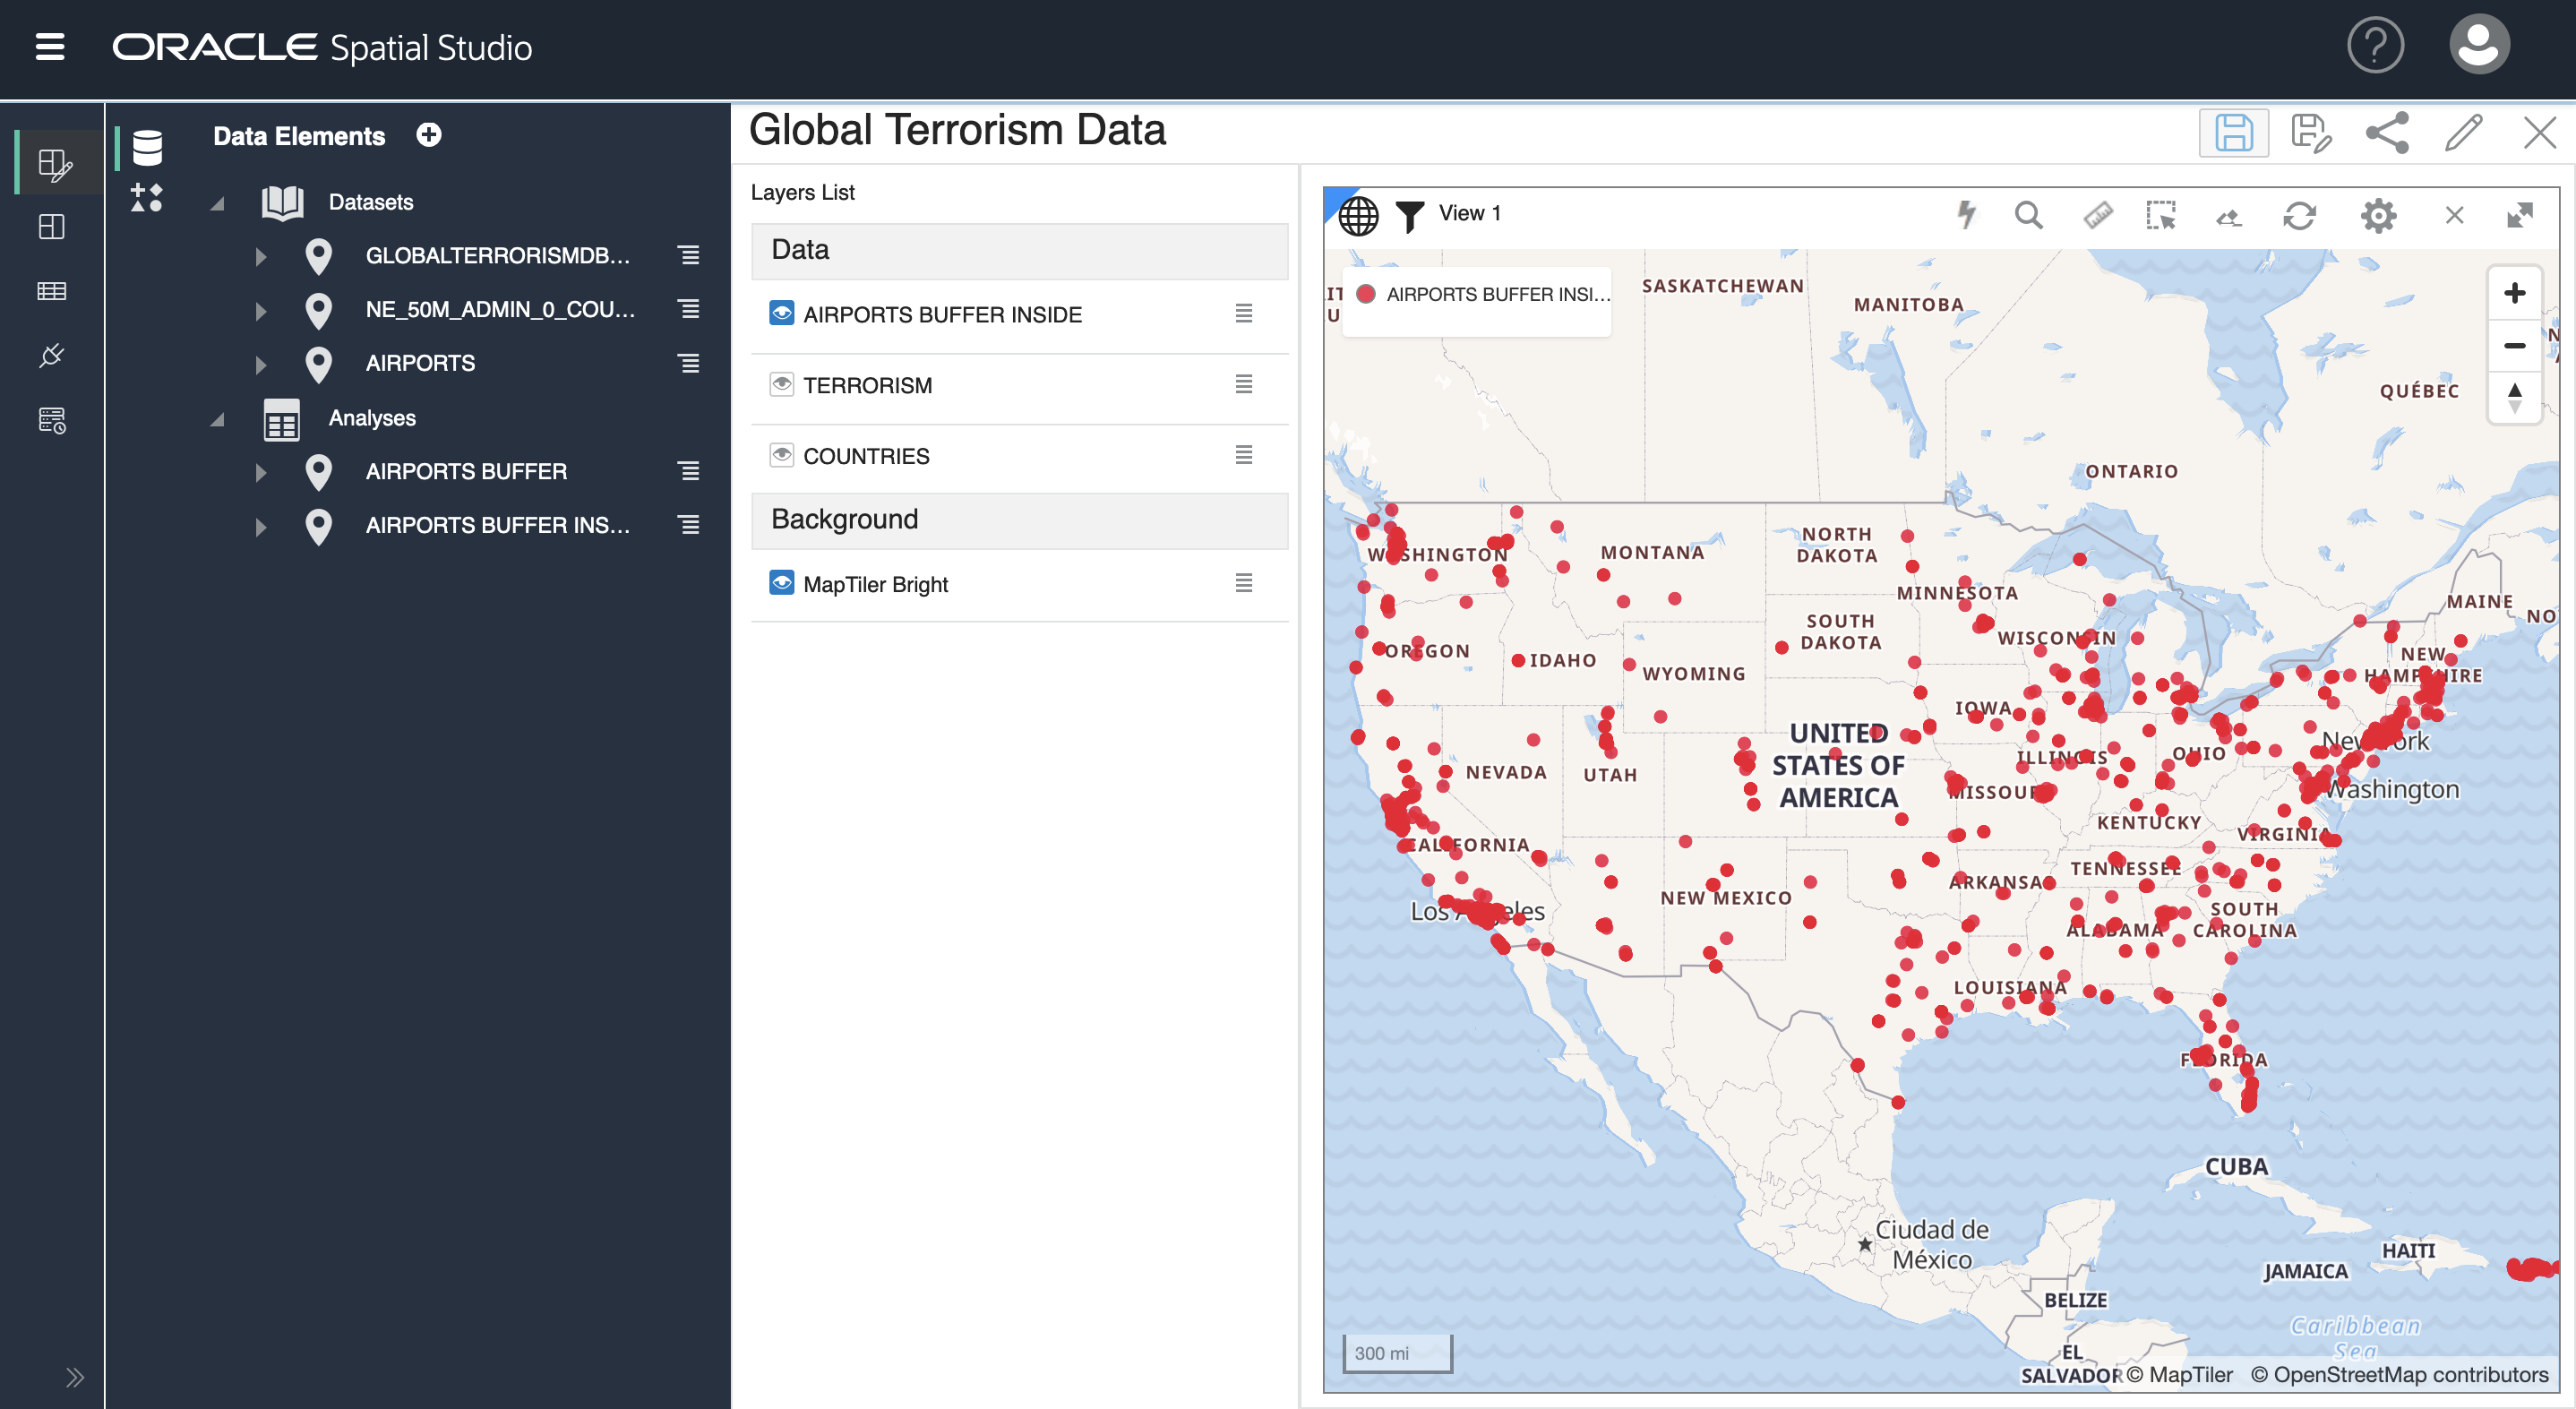 ORACLE Spatial Studio
Data Elements
Datasets
GLOBALTERRORISMDB...
NE_50M_ADMIN_0_COU...
AIRPORTS
Analyses
AIRPORTS BUFFER
AIRPORTS BUFFER INS...
Global Terrorism Data
Layers List
Data
AIRPORTS BUFFER INSIDE
TERRORISM
COUNTRIES
Background
MapTiler Bright
View 1
AIRPORTS BUFFER INSI...
SASKATCHEWAN
MANITOBA
QUÉBEC
ONTARIO
WASHINGTON
MONTANA
NORTH
DAKOTA
MINNESOTA
MAINE
NO
OREGON
IDAHO
WYOMING
SOUTH
DAKOTA
WISCONSIN
NEW
HAMPSHIRE
IOWA
UNITED
STATES OF
AMERICA
NEVADA
UTAH
ILLINOIS
OHIO
New York
MISSOURI
Washington
KENTUCKY
VIRGINIA
CALIFORNIA
TENNESSEE
ARKANSAS
NEW MEXICO
Los Angeles
ALABAMA
SOUTH
CAROLINA
LOUISIANA
FLORIDA
CUBA
Ciudad de
México
HAITI
JAMAICA
BELIZE
Caribbean
Sea
EL
SALVADOR
300 mi
© MapTiler © OpenStreetMap contributors